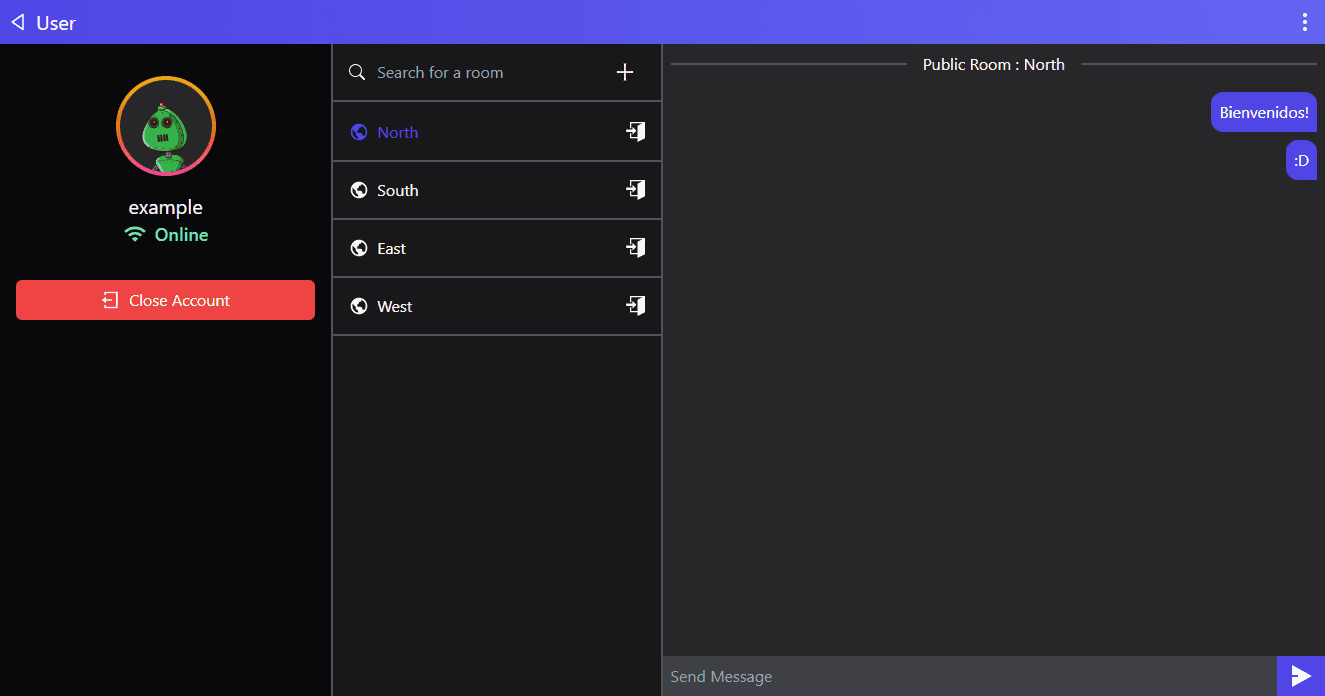 User
example
Online
Close Account
Search for a room
North
South
East
West
Public Room : North
Bienvenidos!
:D
Send Message